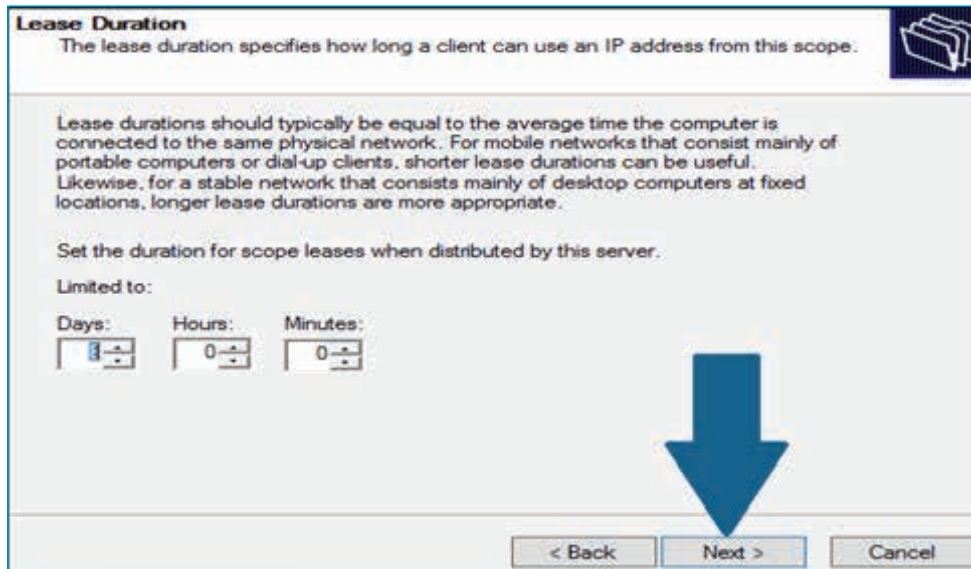 Lease Duration
The lease duration specifies how long a client can use an IP address from this scope.
Lease durations should typically be equal to the average time the computer is
connected to the same physical network. For mobile networks that consist mainly of
portable computers or dial-up clients, shorter lease durations can be useful.
Likewise, for a stable network that consists mainly of desktop computers at fixed
locations, longer lease durations are more appropriate.
Set the duration for scope leases when distributed by this server.
Limited to:
Days: Hours: Minutes:
0 0
< Back Next > Cancel